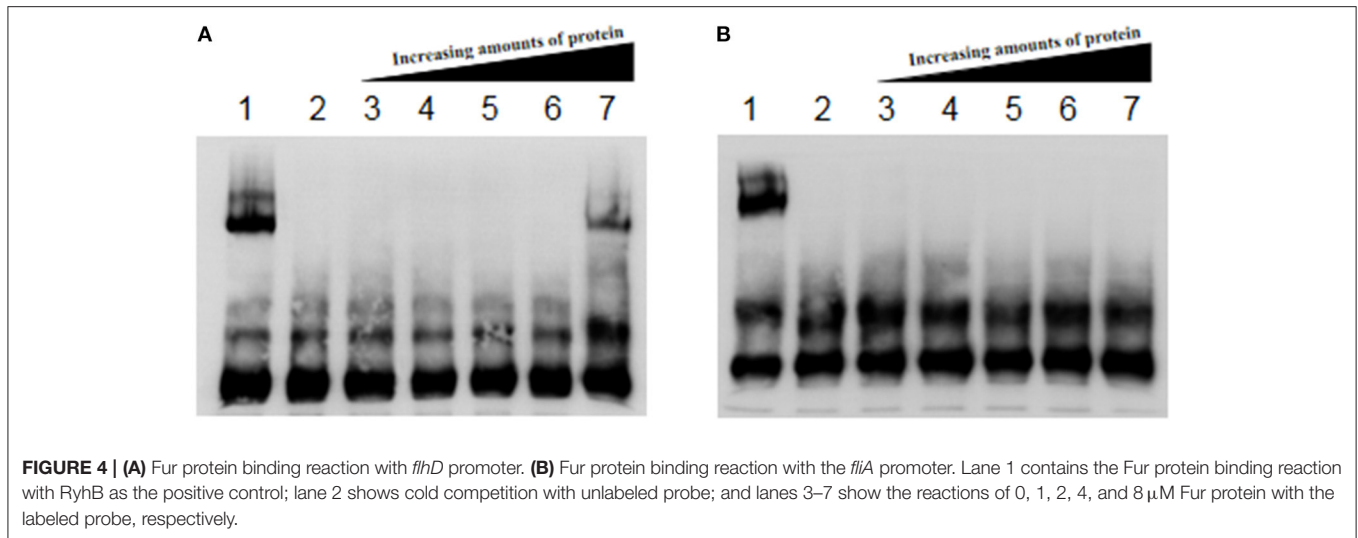 A
Increasing amounts of protein
1 2 3 4 5 6 7
B
Increasing amounts of protein
1 2 3 4 5 6 7
FIGURE 4 | (A) Fur protein binding reaction with flhD promoter. (B) Fur protein binding reaction with the fliA promoter. Lane 1 contains the Fur protein binding reaction
with RyhB as the positive control; lane 2 shows cold competition with unlabeled probe; and lanes 3–7 show the reactions of 0, 1, 2, 4, and 8 μM Fur protein with the
labeled probe, respectively.